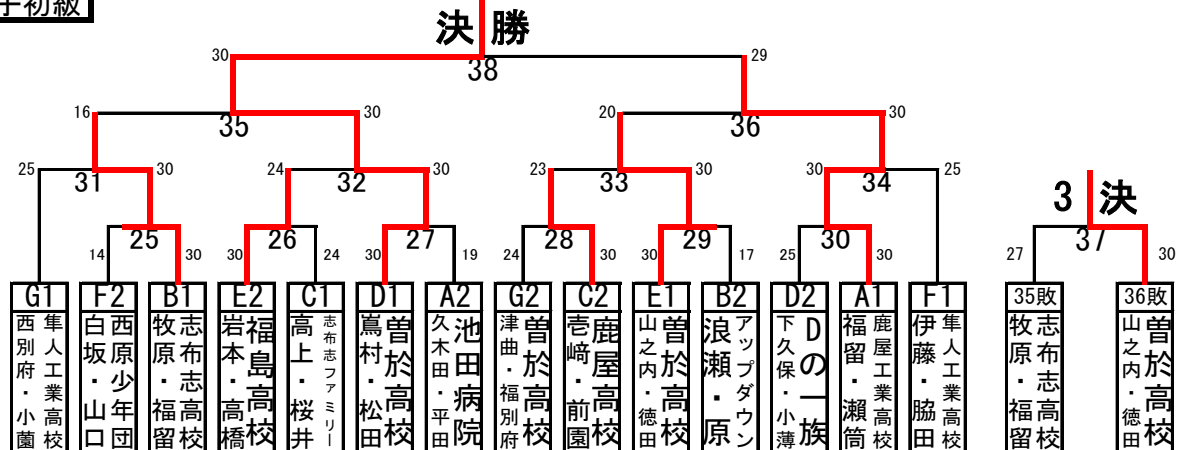 子初級
決勝
30
38
29
16
35
30
20
36
30
25
31
30
24
32
30
23
33
30
30
34
25
3決
14
25
30
30
26
24
30
27
19
24
28
30
30
29
17
25
30
30
27
37
30
G1
F2
B1
E2
C1
D1
A2
G2
C2
E1
B2
D2
A1
F1
35敗
36敗
隼人工業高校
西別府・小薗
西原少年団
白坂・山口
志布志高校
牧原・福留
福島高校
岩本・高橋
志布志ファミリー
高上・桜井
曽於高校
嶌村・松田
池田病院
久木田・平田
曽於高校
津曲・福別府
鹿屋高校
壱﨑・前園
曽於高校
山之内・徳田
アップダウン
浪瀬・原
Dの一族
下久保・小薄
鹿屋工業高校
福留・瀬筒
隼人工業高校
伊藤・脇田
志布志高校
牧原・福留
曽於高校
山之内・徳田